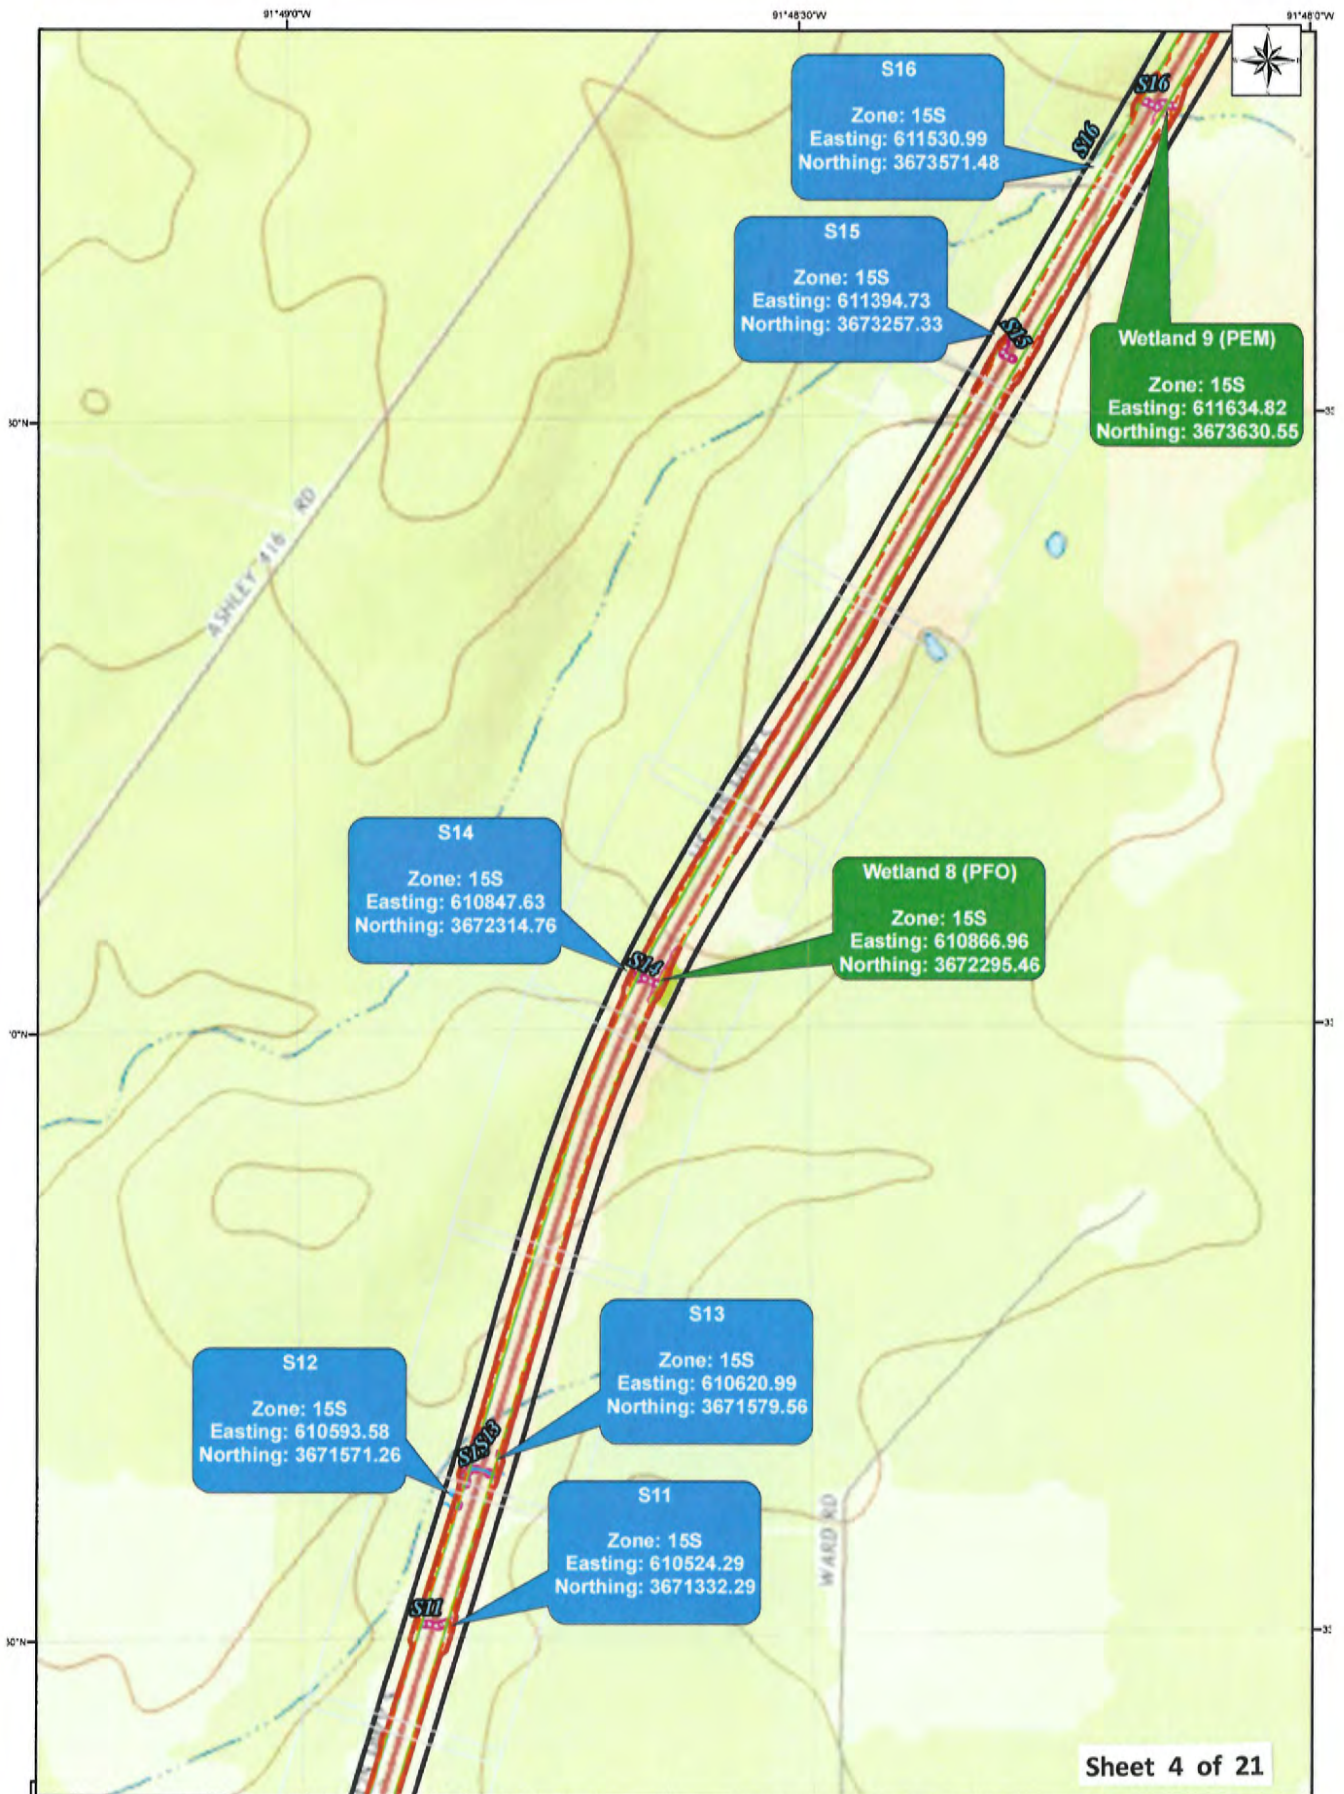 91°49'0"W
91°48'30"W
91°48'0"W
S16
Zone: 15S
Easting: 611530.99
Northing: 3673571.48
S16
S16
S15
Zone: 15S
Easting: 611394.73
Northing: 3673257.33
S15
Wetland 9 (PEM)
Zone: 15S
Easting: 611634.82
Northing: 3673630.55
ASHLEY 416 RD
S14
Zone: 15S
Easting: 610847.63
Northing: 3672314.76
S14
Wetland 8 (PFO)
Zone: 15S
Easting: 610866.96
Northing: 3672295.46
0"N
S13
Zone: 15S
Easting: 610620.99
Northing: 3671579.56
S12
Zone: 15S
Easting: 610593.58
Northing: 3671571.26
S13
S11
Zone: 15S
Easting: 610524.29
Northing: 3671332.29
S11
WARD RD
Sheet 4 of 21